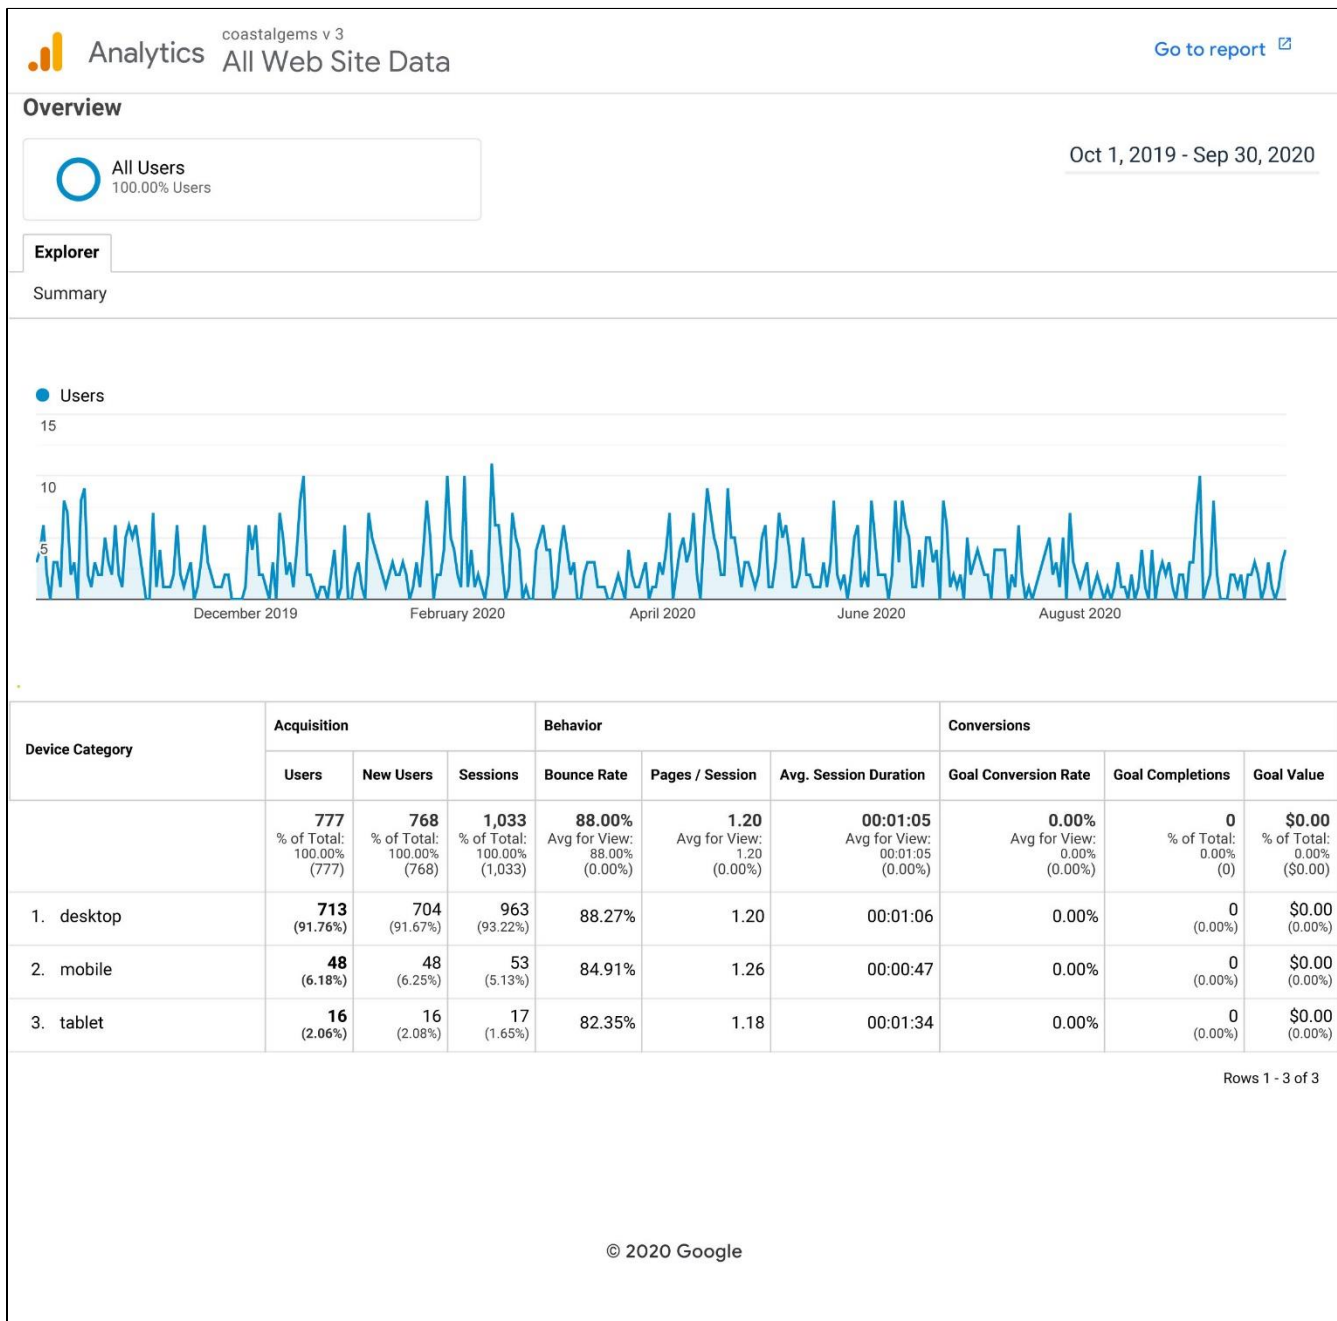 Analytics
coastalgems v 3
All Web Site Data
Go to report
Overview
All Users
100.00% Users
Oct 1, 2019 - Sep 30, 2020
Explorer
Summary
Users
15
10
5
December 2019 February 2020 April 2020 June 2020 August 2020
Device Category Acquisition Behavior Conversions
Users New Users Sessions Bounce Rate Pages / Session Avg. Session Duration Goal Conversion Rate Goal Completions Goal Value
777 768 1,033 88.00% 1.20 00:01:05 0.00% 0 $0.00
% of Total: % of Total: % of Total: Avg for View: Avg for View: Avg for View: Avg for View: % of Total: % of Total:
100.00% 100.00% 100.00% 88.00% 1.20 00:01:05 0.00% 0.00% 0.00%
(777) (768) (1,033) (0.00%) (0.00%) (0.00%) (0.00%) (0) ($0.00)
1. desktop 713 704 963 88.27% 1.20 00:01:06 0.00% 0 $0.00
(91.76%) (91.67%) (93.22%) (0.00%) (0.00%)
2. mobile 48 48 53 84.91% 1.26 00:00:47 0.00% 0 $0.00
(6.18%) (6.25%) (5.13%) (0.00%) (0.00%)
3. tablet 16 16 17 82.35% 1.18 00:01:34 0.00% 0 $0.00
(2.06%) (2.08%) (1.65%) (0.00%) (0.00%)
Rows 1 - 3 of 3
© 2020 Google